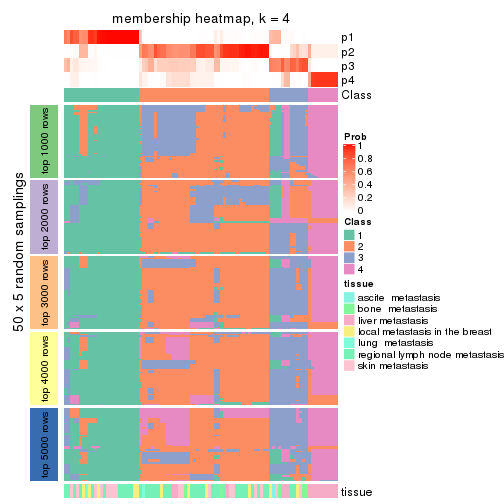 membership heatmap, k = 4
p1
p2
p3
p4
Class
50 x 5 random samplings
top 1000 rows
top 2000 rows
top 3000 rows
top 4000 rows
top 5000 rows
tissue
Prob
1
0.8
0.6
0.4
0.2
0
Class
1
2
3
4
tissue
ascite metastasis
bone metastasis
liver metastasis
local metastasis in the breast
lung metastasis
regional lymph node metastasis
skin metastasis